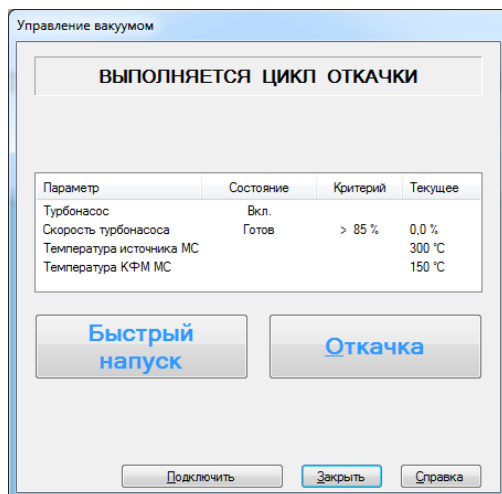 Управление вакуумом
ВЫПОЛНЯЕТСЯ ЦИКЛ ОТКАЧКИ
Параметр Состояние Критерий Текущее
Турбонасос Вкл.
Скорость турбонасоса Готов > 85 % 0,0 %
Температура источника МС 300 °C
Температура КФМ МС 150 °C
Быстрый
напуск
Откачка
Подключить Закрыть Справка